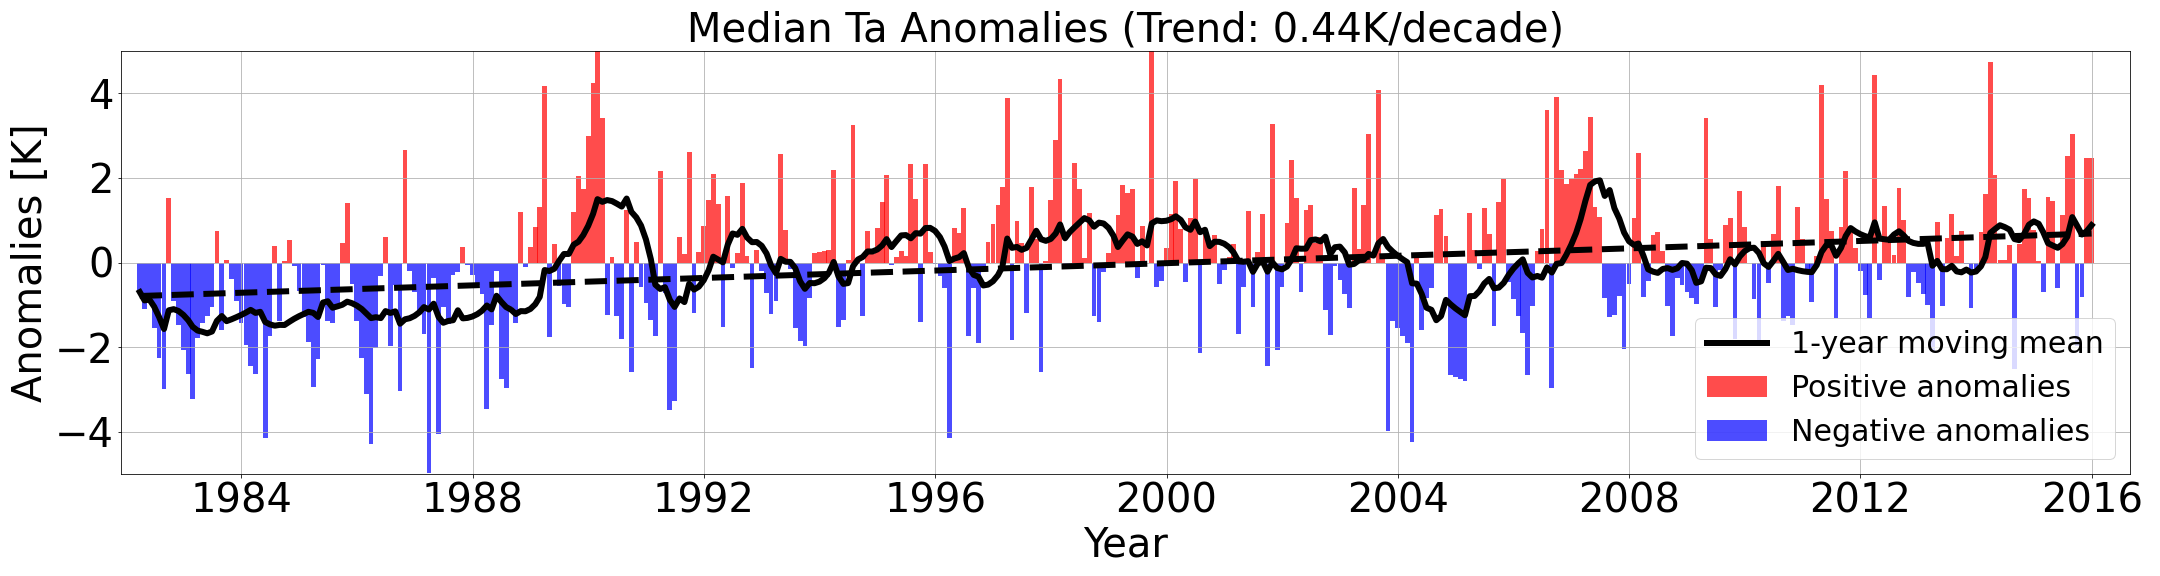 Median Ta Anomalies (Trend: 0.44K/decade)
Anomalies [K]
4
2
0
−2
−4
1-year moving mean
Positive anomalies
Negative anomalies
1984 1988 1992 1996 2000 2004 2008 2012 2016
Year